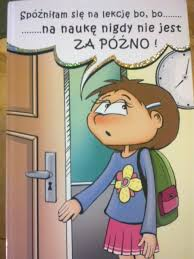 Spóźniłam się na lekcję bo, bo........
........na naukę nigdy nie jest
ZA PÓŹNO !